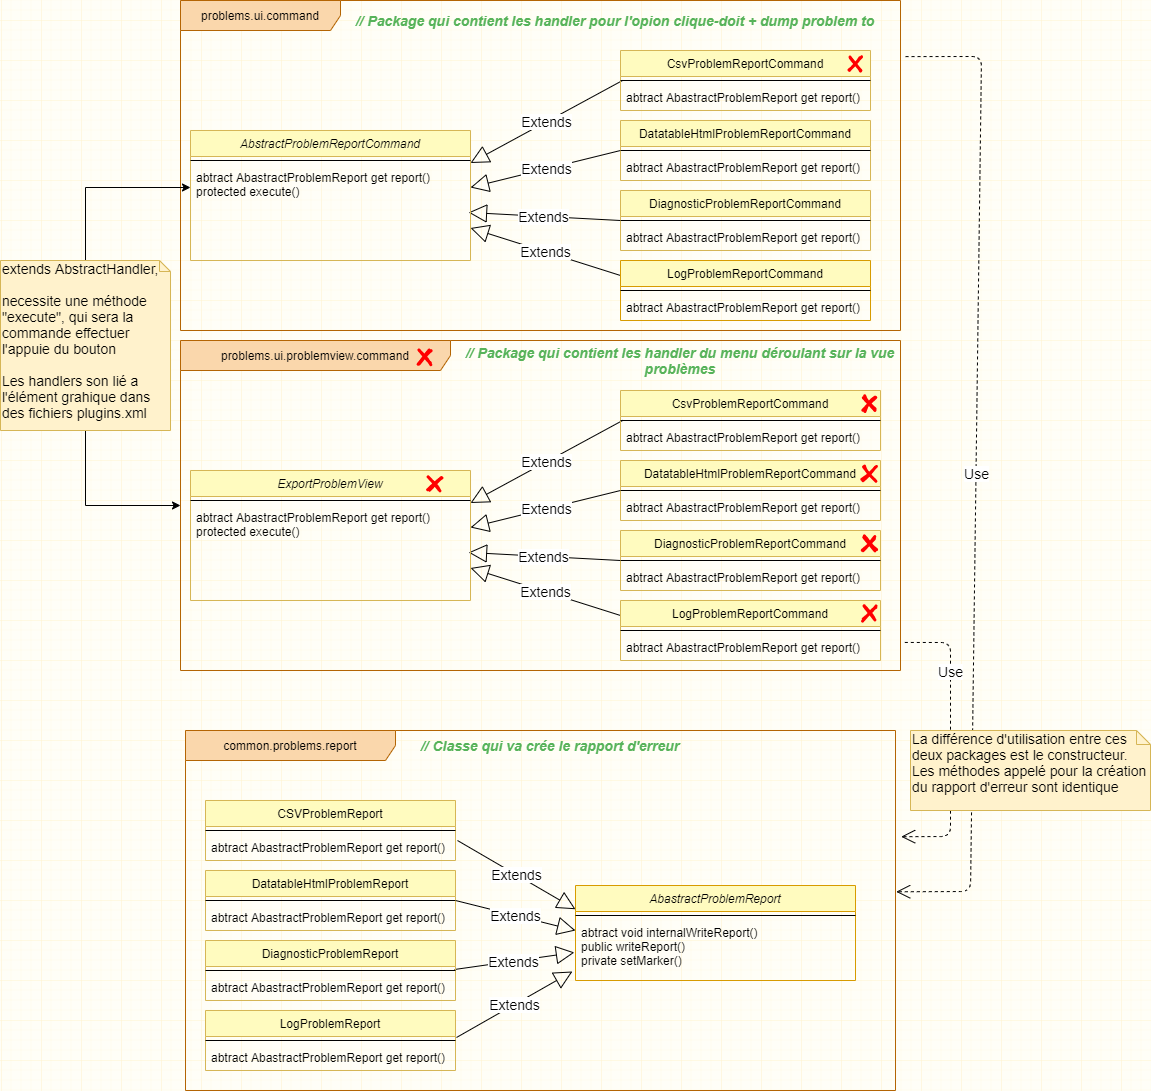 problems.ui.command
// Package qui contient les handler pour l'opion clique-doit + dump problem to
CsvProblemReportCommand
abtract AbastractProblemReport get report()
Extends
DatatableHtmlProblemReportCommand
abtract AbastractProblemReport get report()
Extends
DiagnosticProblemReportCommand
abtract AbastractProblemReport get report()
Extends
LogProblemReportCommand
abtract AbastractProblemReport get report()
Extends
AbstractProblemReportCommand
abtract AbastractProblemReport get report()
protected execute()
extends AbstractHandler,
necessite une méthode
"execute", qui sera la
commande effectuer
l'appuie du bouton
Les handlers son lié a
l'élément grahique dans
des fichiers plugins.xml
problems.ui.problemview.command
// Package qui contient les handler du menu déroulant sur la vue
problèmes
CsvProblemReportCommand
abtract AbastractProblemReport get report()
Extends
DatatableHtmlProblemReportCommand
abtract AbastractProblemReport get report()
Extends
DiagnosticProblemReportCommand
abtract AbastractProblemReport get report()
Extends
LogProblemReportCommand
abtract AbastractProblemReport get report()
Extends
ExportProblemView
abtract AbastractProblemReport get report()
protected execute()
Use
Use
La différence d'utilisation entre ces
deux packages est le constructeur.
Les méthodes appelé pour la création
du rapport d'erreur sont identique
common.problems.report
// Classe qui va crée le rapport d'erreur
CSVProblemReport
abtract AbastractProblemReport get report()
Extends
DatatableHtmlProblemReport
abtract AbastractProblemReport get report()
Extends
DiagnosticProblemReport
abtract AbastractProblemReport get report()
Extends
LogProblemReport
abtract AbastractProblemReport get report()
Extends
AbastractProblemReport
abtract void internalWriteReport()
public writeReport()
private setMarker()